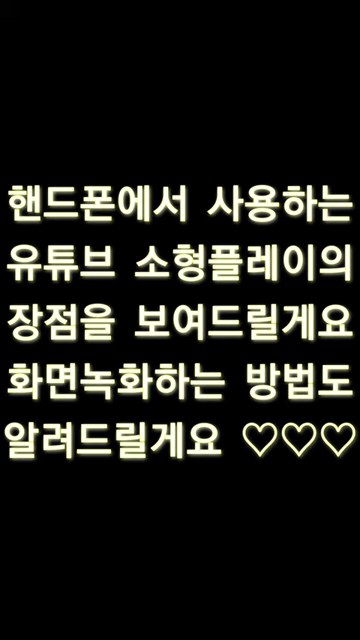 핸드폰에서 사용하는
유튜브 소형플레이의
장점을 보여드릴게요
화면녹화하는 방법도
알려드릴게요 ♡♡♡